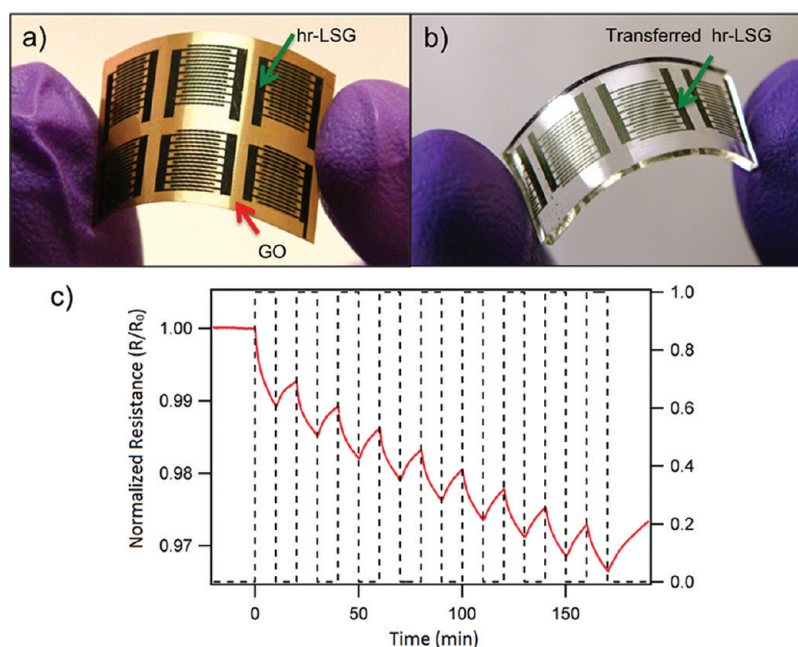 a)
hr-LSG
GO
b)
Transferred hr-LSG
c)
Normalized Resistance (R/R₀)
1.00
0.99
0.98
0.97
1.0
0.8
0.6
0.4
0.2
0.0
0
50
100
150
Time (min)